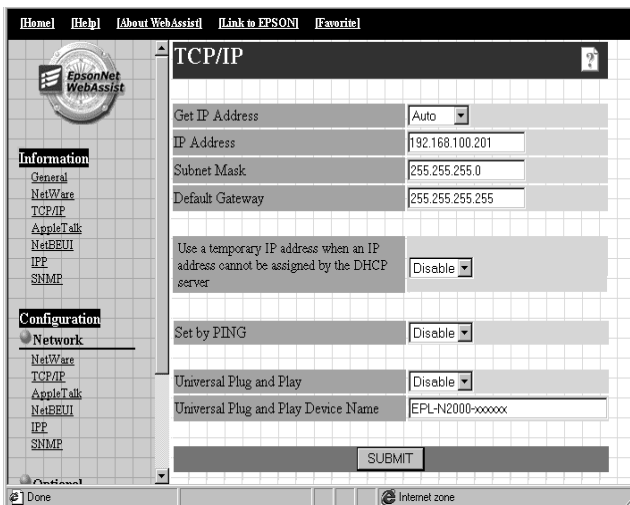 [Home] [Help] [About WebAssist] [Link to EPSON] [Favorite]
EpsonNet
WebAssist
Information
General
NetWare
TCP/IP
AppleTalk
NetBEUI
IPP
SNMP
Configuration
Network
NetWare
TCP/IP
AppleTalk
NetBEUI
IPP
SNMP
Optional
TCP/IP
?
Get IP Address Auto
IP Address 192.168.100.201
Subnet Mask 255.255.255.0
Default Gateway 255.255.255.255
Use a temporary IP address when an IP
address cannot be assigned by the DHCP
server
Disable
Set by PING Disable
Universal Plug and Play Disable
Universal Plug and Play Device Name EPL-N2000-xxxxxx
SUBMIT
Done Internet zone